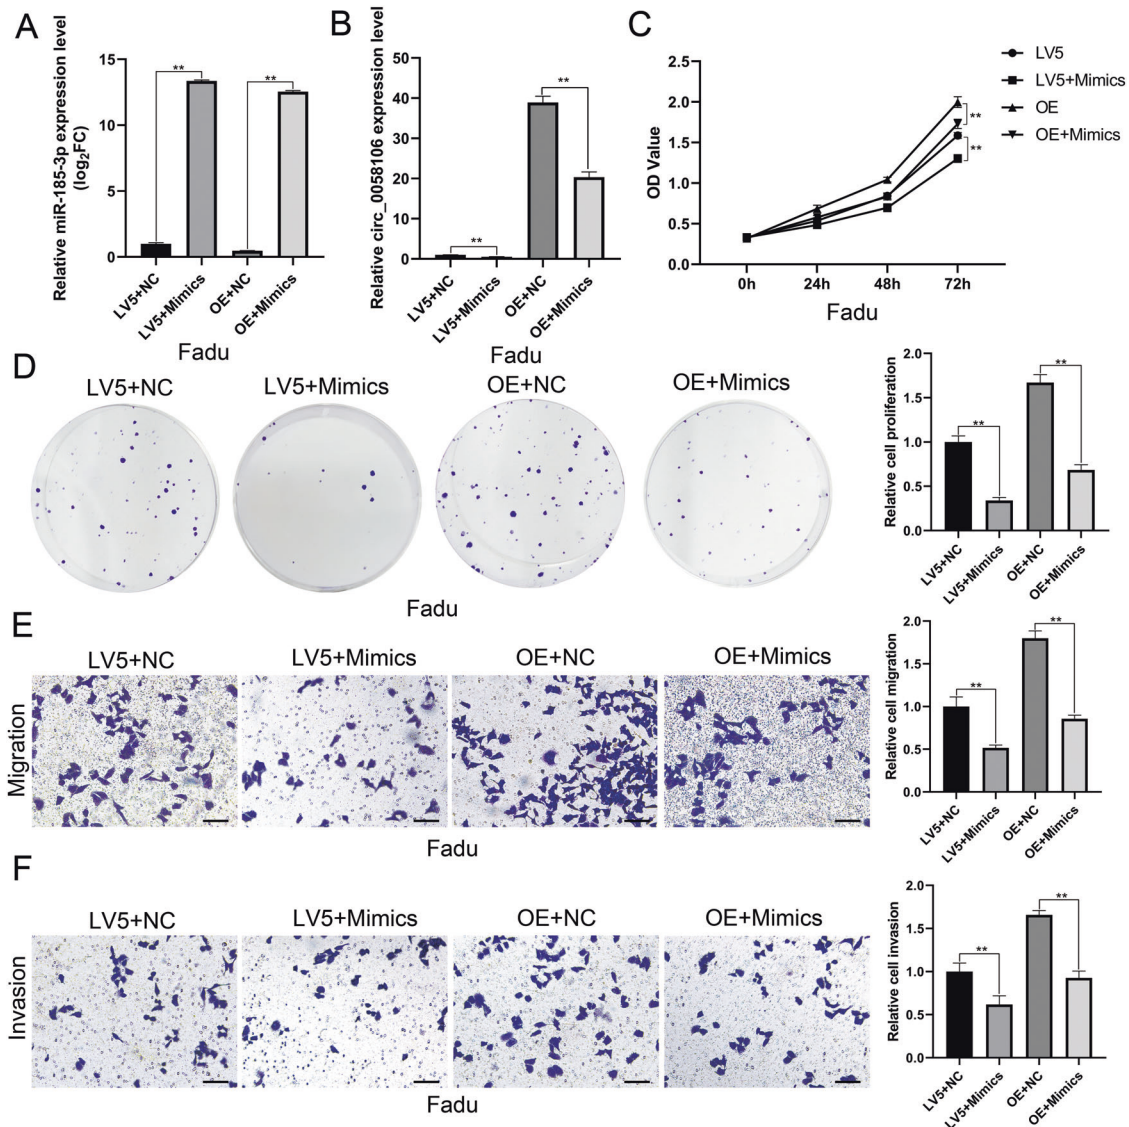 A
Relative miR-185-3p expression level
(log2FC)
15
10
5
0
**
**
LV5+NC
LV5+Mimics
OE+NC
OE+Mimics
Fadu
B
Relative circ_0058106 expression level
50
40
30
20
10
0
**
**
LV5+NC
LV5+Mimics
OE+NC
OE+Mimics
Fadu
C
OD Value
2.5
2.0
1.5
1.0
0.5
0.0
**
**
0h
24h
48h
72h
Fadu
LV5
LV5+Mimics
OE
OE+Mimics
D
LV5+NC
LV5+Mimics
OE+NC
OE+Mimics
Fadu
Relative cell proliferation
2.0
1.5
1.0
0.5
0.0
**
**
LV5+NC
LV5+Mimics
OE+NC
OE+Mimics
E
Migration
LV5+NC
LV5+Mimics
OE+NC
OE+Mimics
Fadu
Relative cell migration
2.0
1.5
1.0
0.5
0.0
**
**
LV5+NC
LV5+Mimics
OE+NC
OE+Mimics
F
Invasion
LV5+NC
LV5+Mimics
OE+NC
OE+Mimics
Fadu
Relative cell invasion
2.0
1.5
1.0
0.5
0.0
**
**
LV5+NC
LV5+Mimics
OE+NC
OE+Mimics